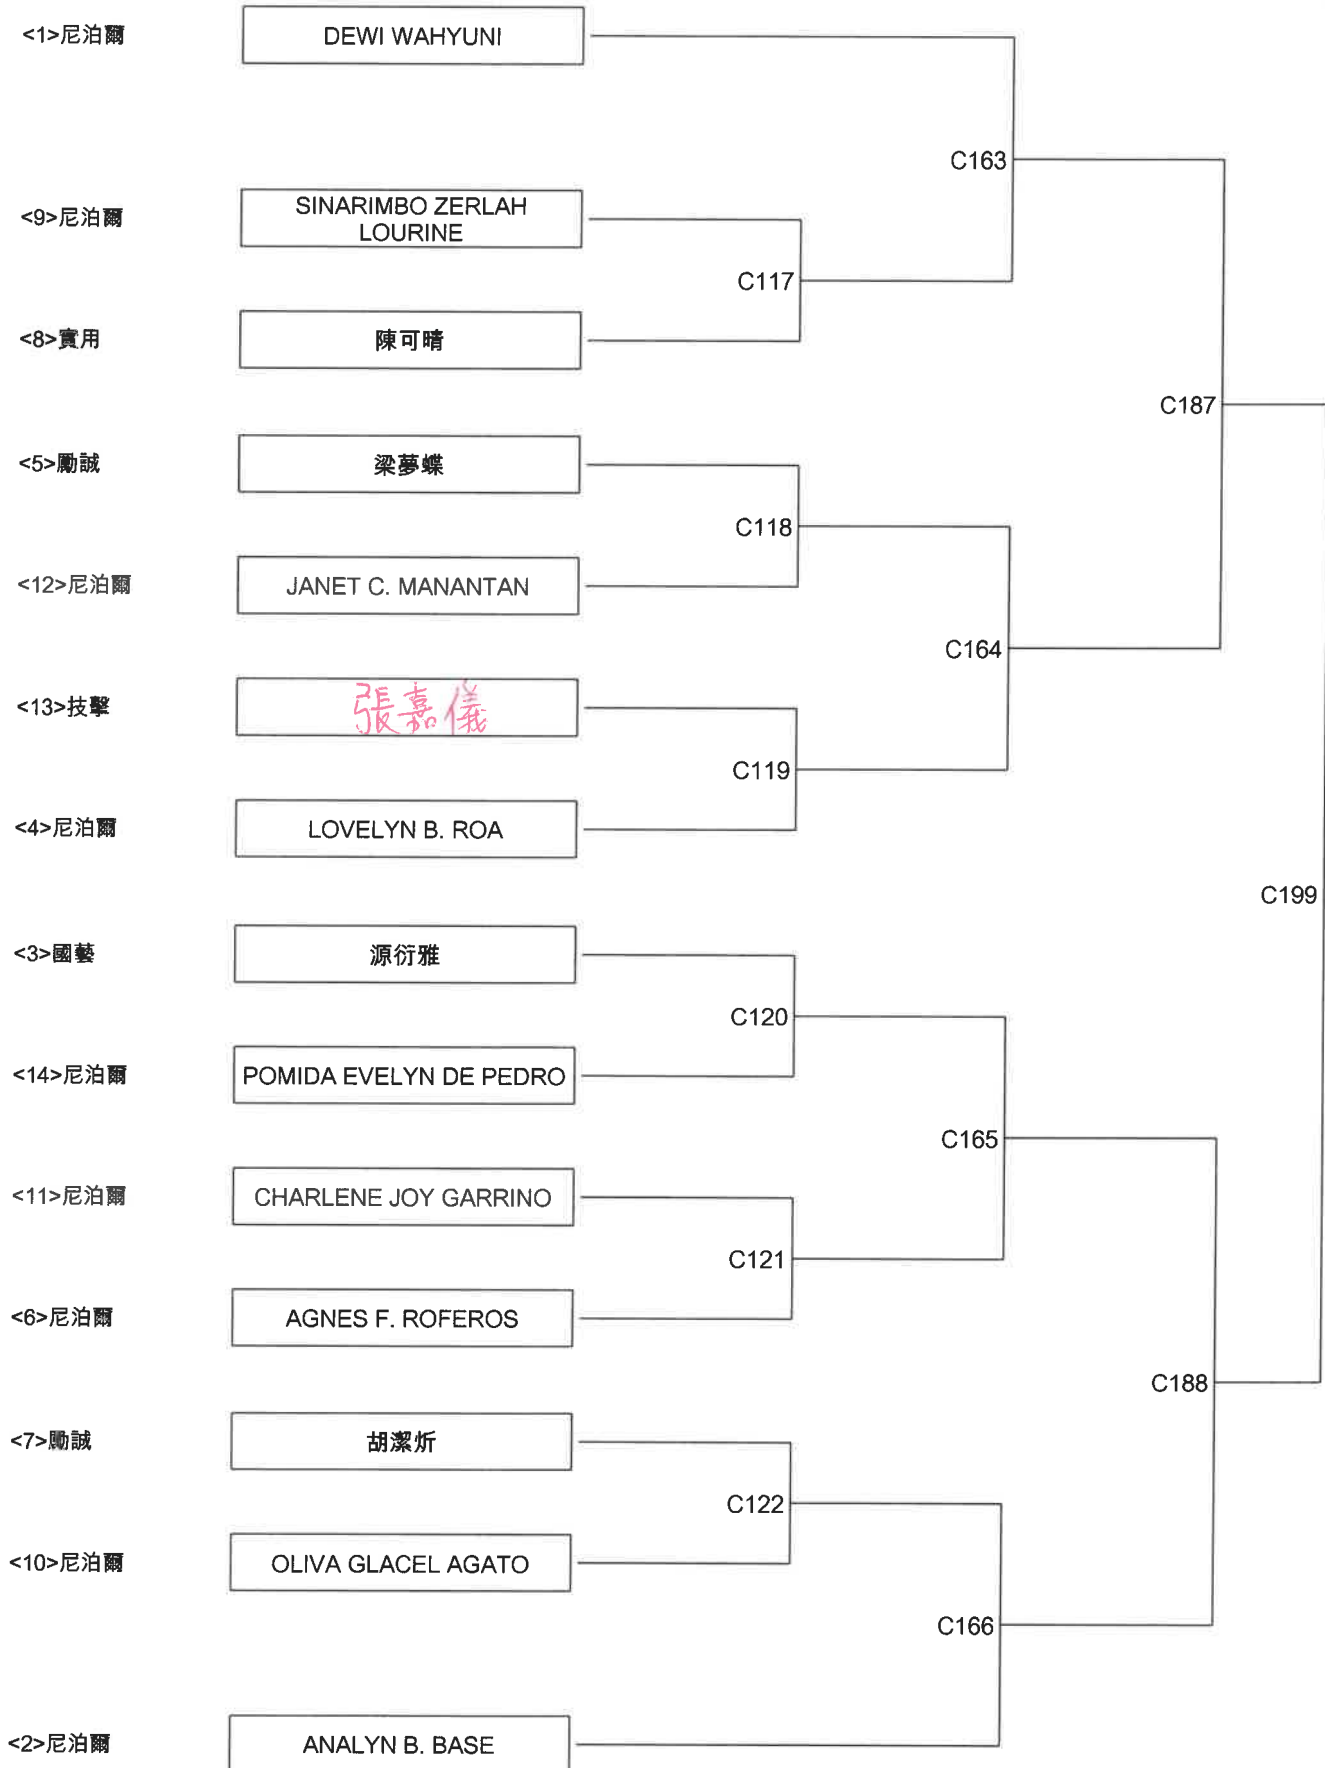 <1>尼泊爾
DEWI WAHYUNI
C163
<9>尼泊爾
SINARIMBO ZERLAH
LOURINE
C117
<8>實用
陳可晴
C187
<5>勵誠
梁夢蝶
C118
<12>尼泊爾
JANET C. MANANTAN
C164
<13>技擊
張嘉儀
C119
<4>尼泊爾
LOVELYN B. ROA
C199
<3>國藝
源衍雅
C120
<14>尼泊爾
POMIDA EVELYN DE PEDRO
C165
<11>尼泊爾
CHARLENE JOY GARRINO
C121
<6>尼泊爾
AGNES F. ROFEROS
C188
<7>勵誠
胡潔炘
C122
<10>尼泊爾
OLIVA GLACEL AGATO
C166
<2>尼泊爾
ANALYN B. BASE